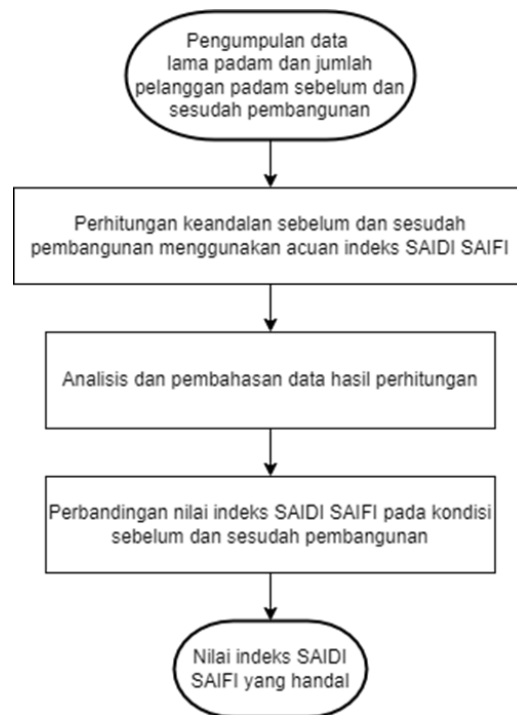 Pengumpulan data
lama padam dan jumlah
pelanggan padam sebelum dan
sesudah pembangunan
Perhitungan keandalan sebelum dan sesudah
pembangunan menggunakan acuan indeks SAIDI SAIFI
Analisis dan pembahasan data hasil perhitungan
Perbandingan nilai indeks SAIDI SAIFI pada kondisi
sebelum dan sesudah pembangunan
Nilai indeks SAIDI
SAIFI yang handal